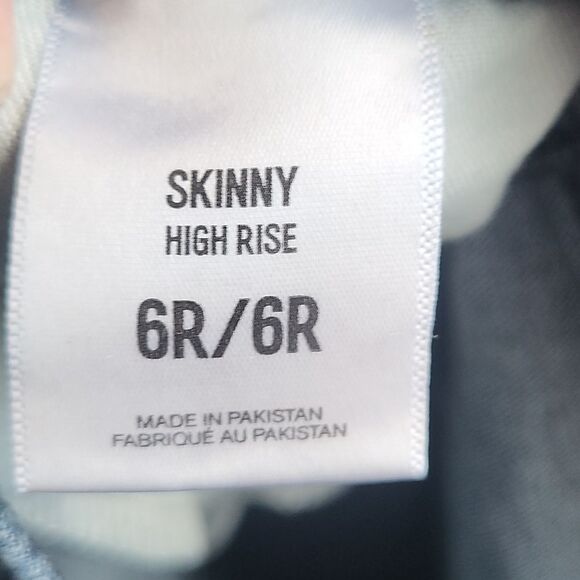 SKINNY
HIGH RISE
6R/6R
MADE IN PAKISTAN
FABRIQUÉ AU PAKISTAN